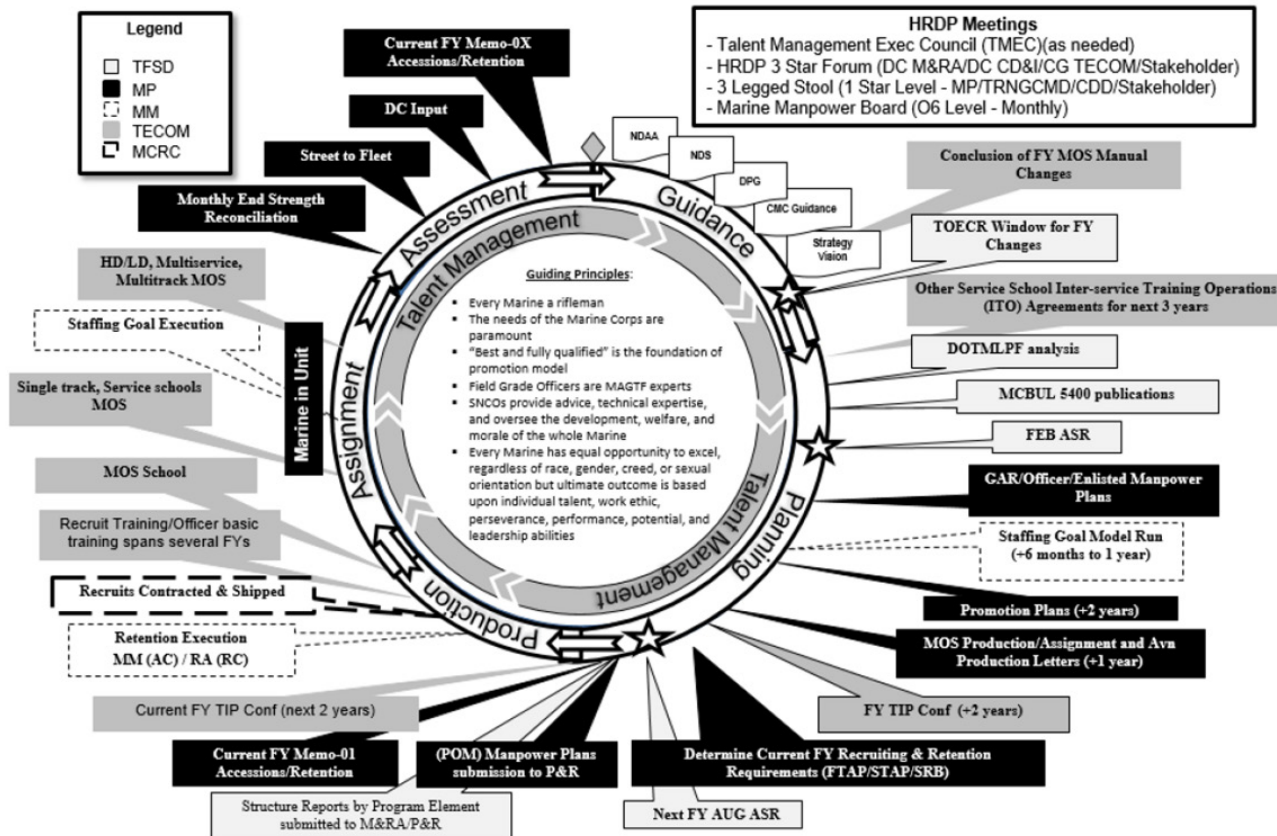 Legend
TFSD
MP
MM
TECOM
MCRC
Current FY Memo-0X
Accessions/Retention
DC Input
Street to Fleet
Monthly End Strength
Reconciliation
HRDP Meetings
- Talent Management Exec Council (TMEC)(as needed)
- HRDP 3 Star Forum (DC M&RA/DC CD&I/CG TECOM/Stakeholder)
- 3 Legged Stool (1 Star Level - MP/TRNGCMD/CDD/Stakeholder)
- Marine Manpower Board (O6 Level - Monthly)
NDAA
NDS
DPG
CMC Guidance
Strategy
Vision
Conclusion of FY MOS Manual
Changes
TOECR Window for FY
Changes
Other Service School Inter-service Training Operations
(ITO) Agreements for next 3 years
DOTMLPF analysis
MCBUL 5400 publications
FEB ASR
GAR/Officer/Enlisted Manpower
Plans
Staffing Goal Model Run
(+6 months to 1 year)
Promotion Plans (+2 years)
MOS Production/Assignment and Avn
Production Letters (+1 year)
FY TIP Conf (+2 years)
Determine Current FY Recruiting & Retention
Requirements (FTAP/STAP/SRB)
Next FY AUG ASR
(POM) Manpower Plans
submission to P&R
Structure Reports by Program Element
submitted to M&RA/P&R
Current FY Memo-01
Accessions/Retention
Current FY TIP Conf (next 2 years)
Retention Execution
MM (AC) / RA (RC)
Recruits Contracted & Shipped
Recruit Training/Officer basic
training spans several FYs
MOS School
Single track, Service schools
MOS
Staffing Goal Execution
HD/LD, Multiservice,
Multitrack MOS
Marine in Unit
Assessment
Guidance
Planning
Production
Assignment
Talent Management
Talent Management
Guiding Principles:
▪ Every Marine a rifleman
▪ The needs of the Marine Corps are
paramount
▪ “Best and fully qualified” is the foundation of
promotion model
▪ Field Grade Officers are MAGTF experts
▪ SNCOs provide advice, technical expertise,
and oversee the development, welfare, and
morale of the whole Marine
▪ Every Marine has equal opportunity to excel,
regardless of race, gender, creed, or sexual
orientation but ultimate outcome is based
upon individual talent, work ethic,
perseverance, performance, potential, and
leadership abilities